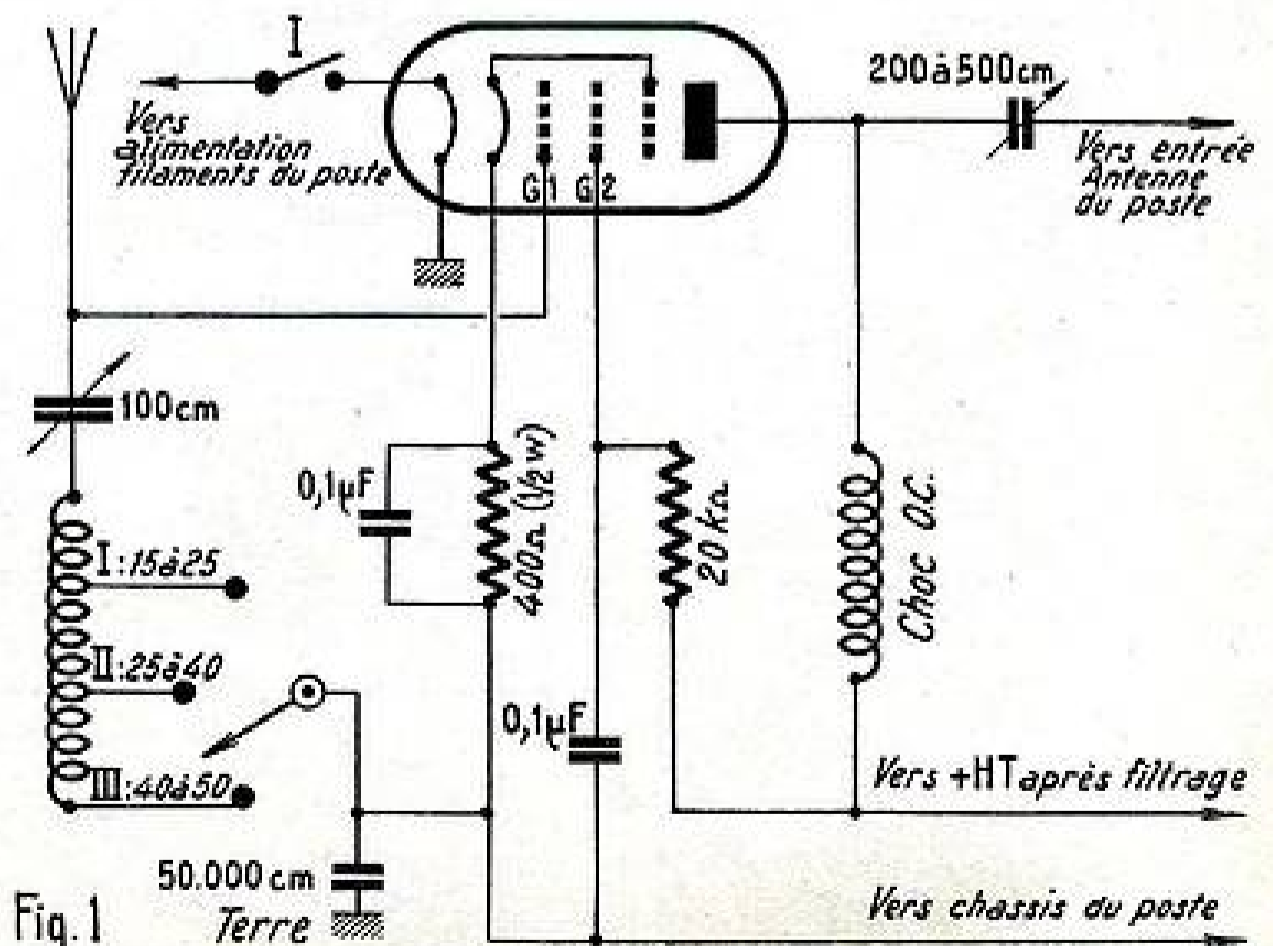 I
Vers
alimentation
filaments du poste
G1 G2
200à500cm
Vers entrée
Antenne
du poste
100cm
0,1µF
400Ω (1/2 W)
20 kΩ
Choc O.C.
I:15à25
II:25à40
III:40à50
0,1µF
Vers +HT après filtrage
50.000 cm
Terre
Vers chassis du poste
Fig. 1